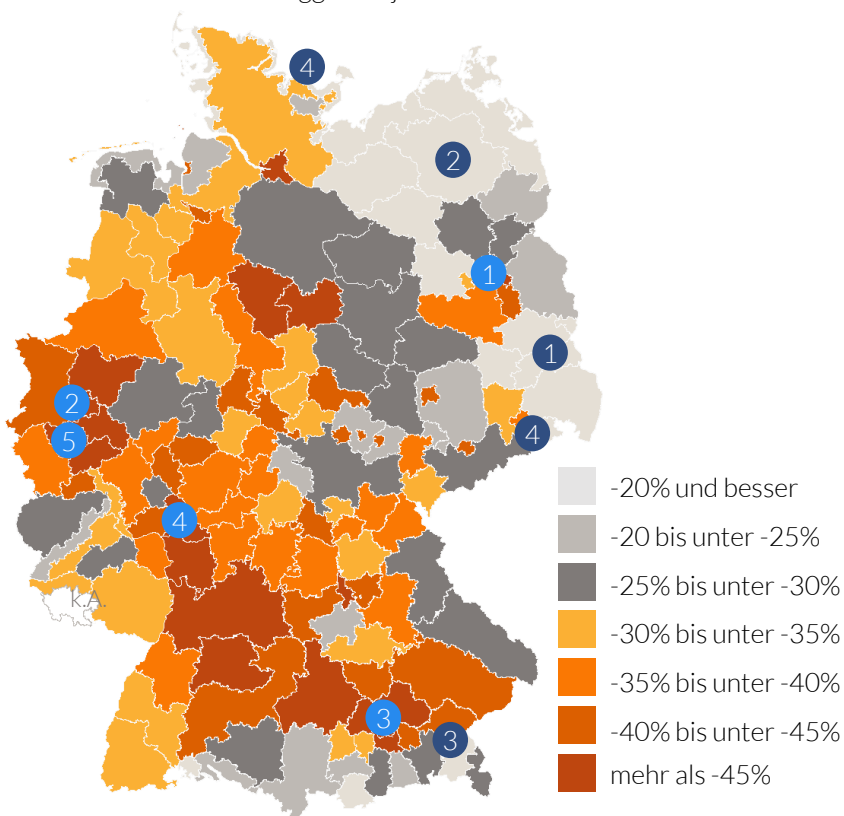 4
2
1
1
2
5
4
4
k.A.
3
3
-20% und besser
-20 bis unter -25%
-25% bis unter -30%
-30% bis unter -35%
-35% bis unter -40%
-40% bis unter -45%
mehr als -45%